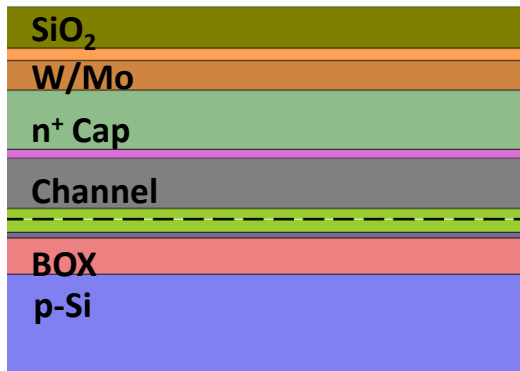 SiO₂
W/Mo
n⁺ Cap
Channel
BOX
p-Si